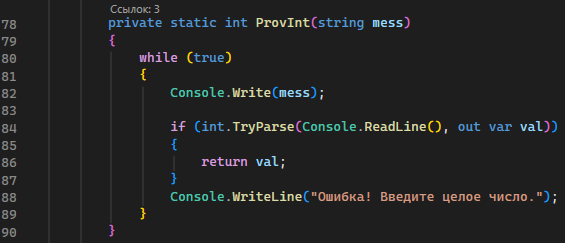 Ссылок: 3
78 private static int ProvInt(string mess)
79 {
80 while (true)
81 {
82 Console.Write(mess);
83
84 if (int.TryParse(Console.ReadLine(), out var val))
85 {
86 return val;
87 }
88 Console.WriteLine("Ошибка! Введите целое число.");
89 }
90 }